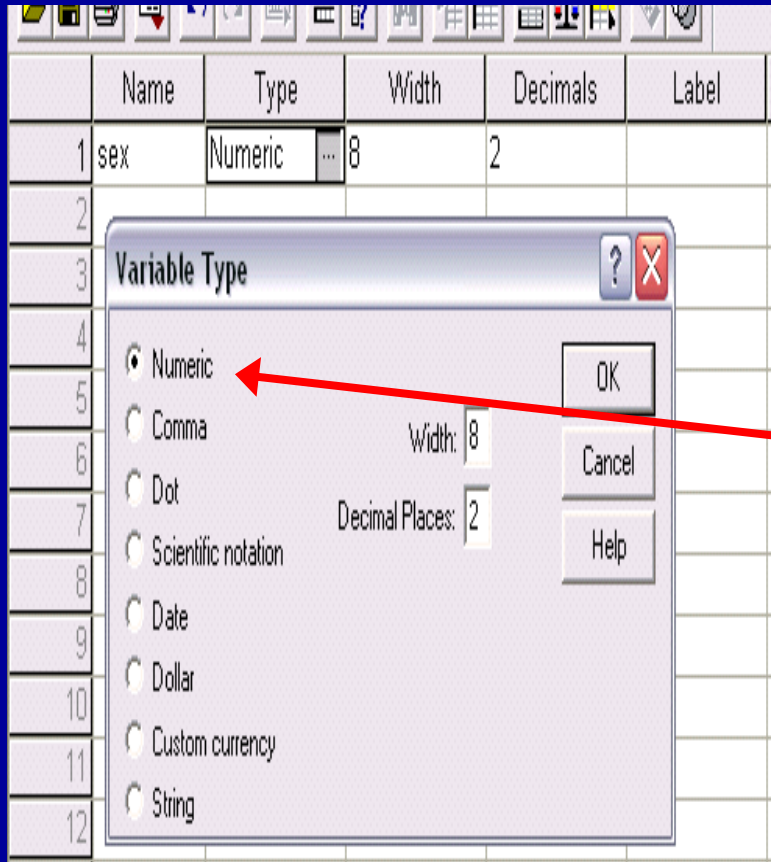 Name Type Width Decimals Label
1 sex Numeric ... 8 2
2
3
Variable Type ? X
4
Numeric
OK
5
Comma
Width: 8
6
Cancel
Dot
7
Decimal Places: 2
Scientific notation
Help
8
Date
9
Dollar
10
Custom currency
11
String
12